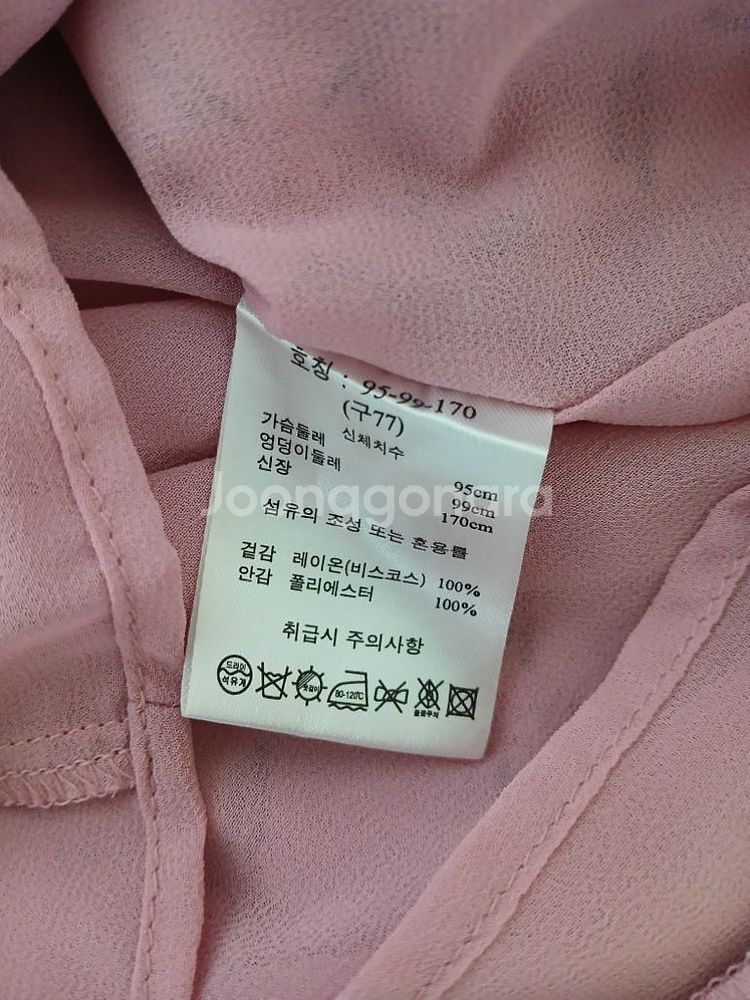 호칭 : 95-99-170
(구77)
신체치수
가슴둘레 95cm
엉덩이둘레 99cm
신장 170cm
섬유의 조성 또는 혼용률
겉감 레이온(비스코스) 100%
안감 폴리에스터 100%
취급시 주의사항
드라이
석유계
옷걸이
80-120℃
Joonggonara